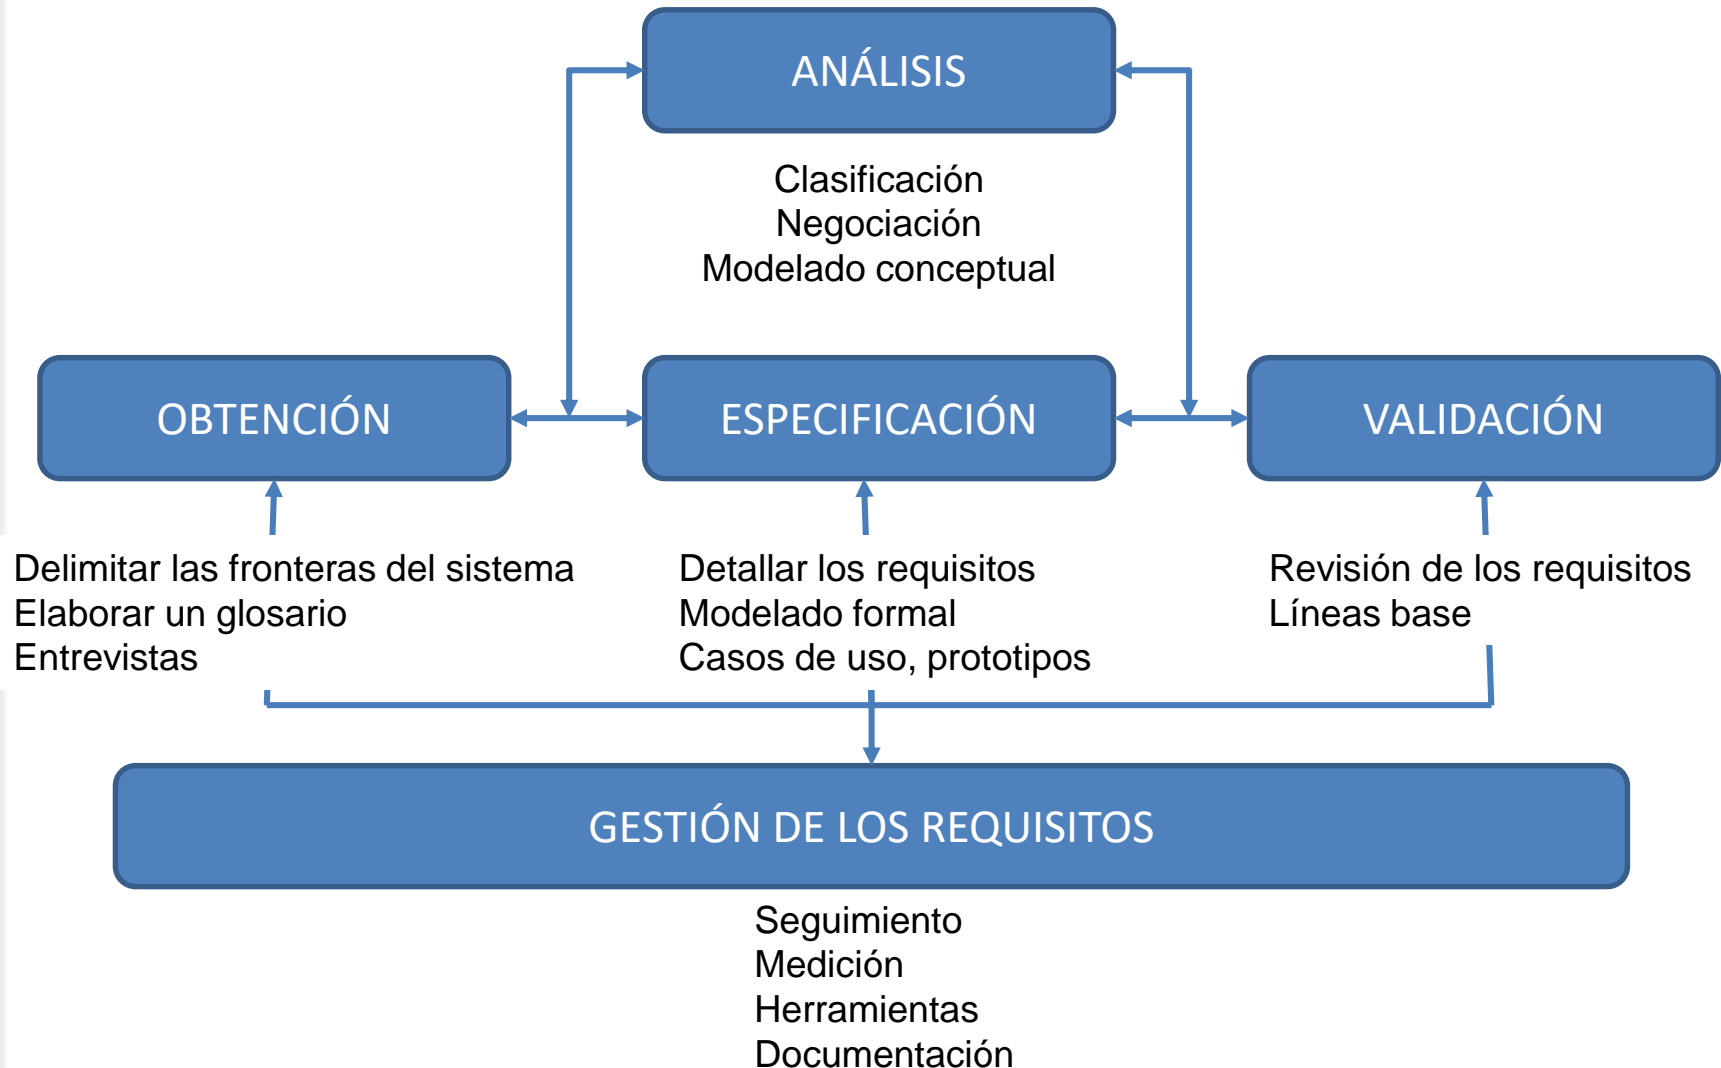 ANÁLISIS
Clasificación
Negociación
Modelado conceptual
OBTENCIÓN
ESPECIFICACIÓN
VALIDACIÓN
Delimitar las fronteras del sistema
Elaborar un glosario
Entrevistas
Detallar los requisitos
Modelado formal
Casos de uso, prototipos
Revisión de los requisitos
Líneas base
GESTIÓN DE LOS REQUISITOS
Seguimiento
Medición
Herramientas
Documentación